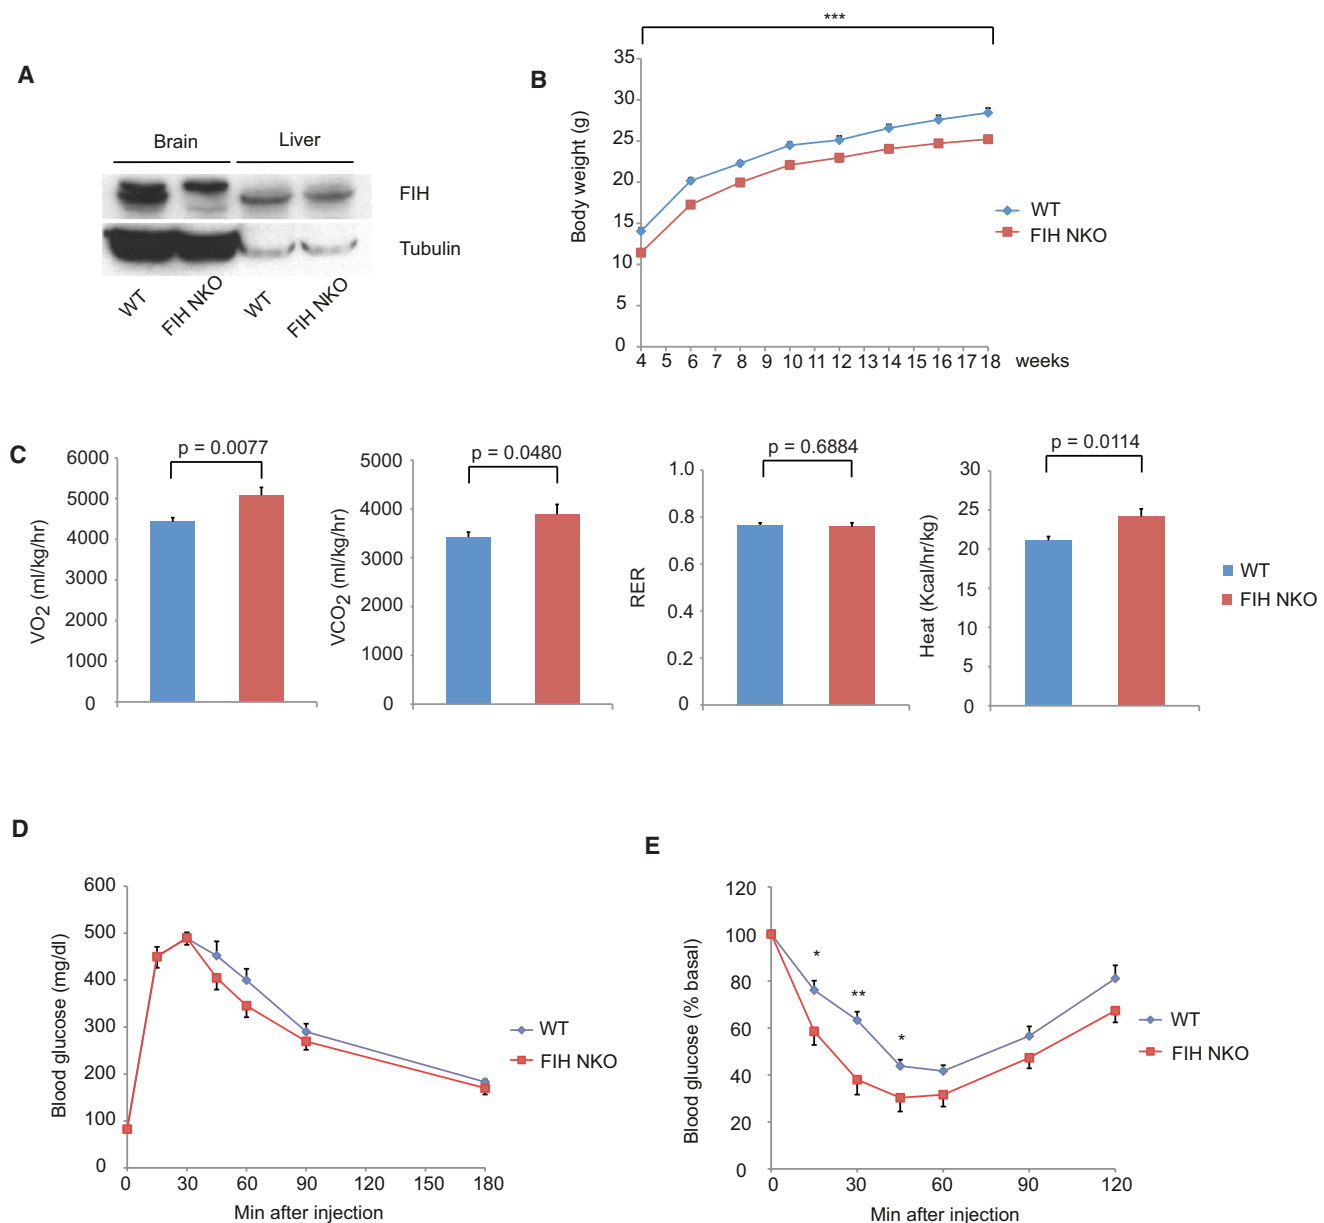 A
Brain Liver
FIH
Tubulin
WT FIH NKO WT FIH NKO
B
***
Body weight (g)
35
30
25
20
15
10
5
0
4 5 6 7 8 9 10 11 12 13 14 15 16 17 18 weeks
WT
FIH NKO
C
p = 0.0077
VO2 (ml/kg/hr)
6000
5000
4000
3000
2000
1000
0
p = 0.0480
VCO2 (ml/kg/hr)
5000
4000
3000
2000
1000
0
p = 0.6884
RER
1.0
0.8
0.6
0.4
0.2
0
p = 0.0114
Heat (Kcal/hr/kg)
30
25
20
15
10
5
0
WT
FIH NKO
D
Blood glucose (mg/dl)
600
500
400
300
200
100
0
0 30 60 90 120 150 180
Min after injection
WT
FIH NKO
E
Blood glucose (% basal)
120
100
80
60
40
20
0
*
**
*
0 30 60 90 120
Min after injection
WT
FIH NKO